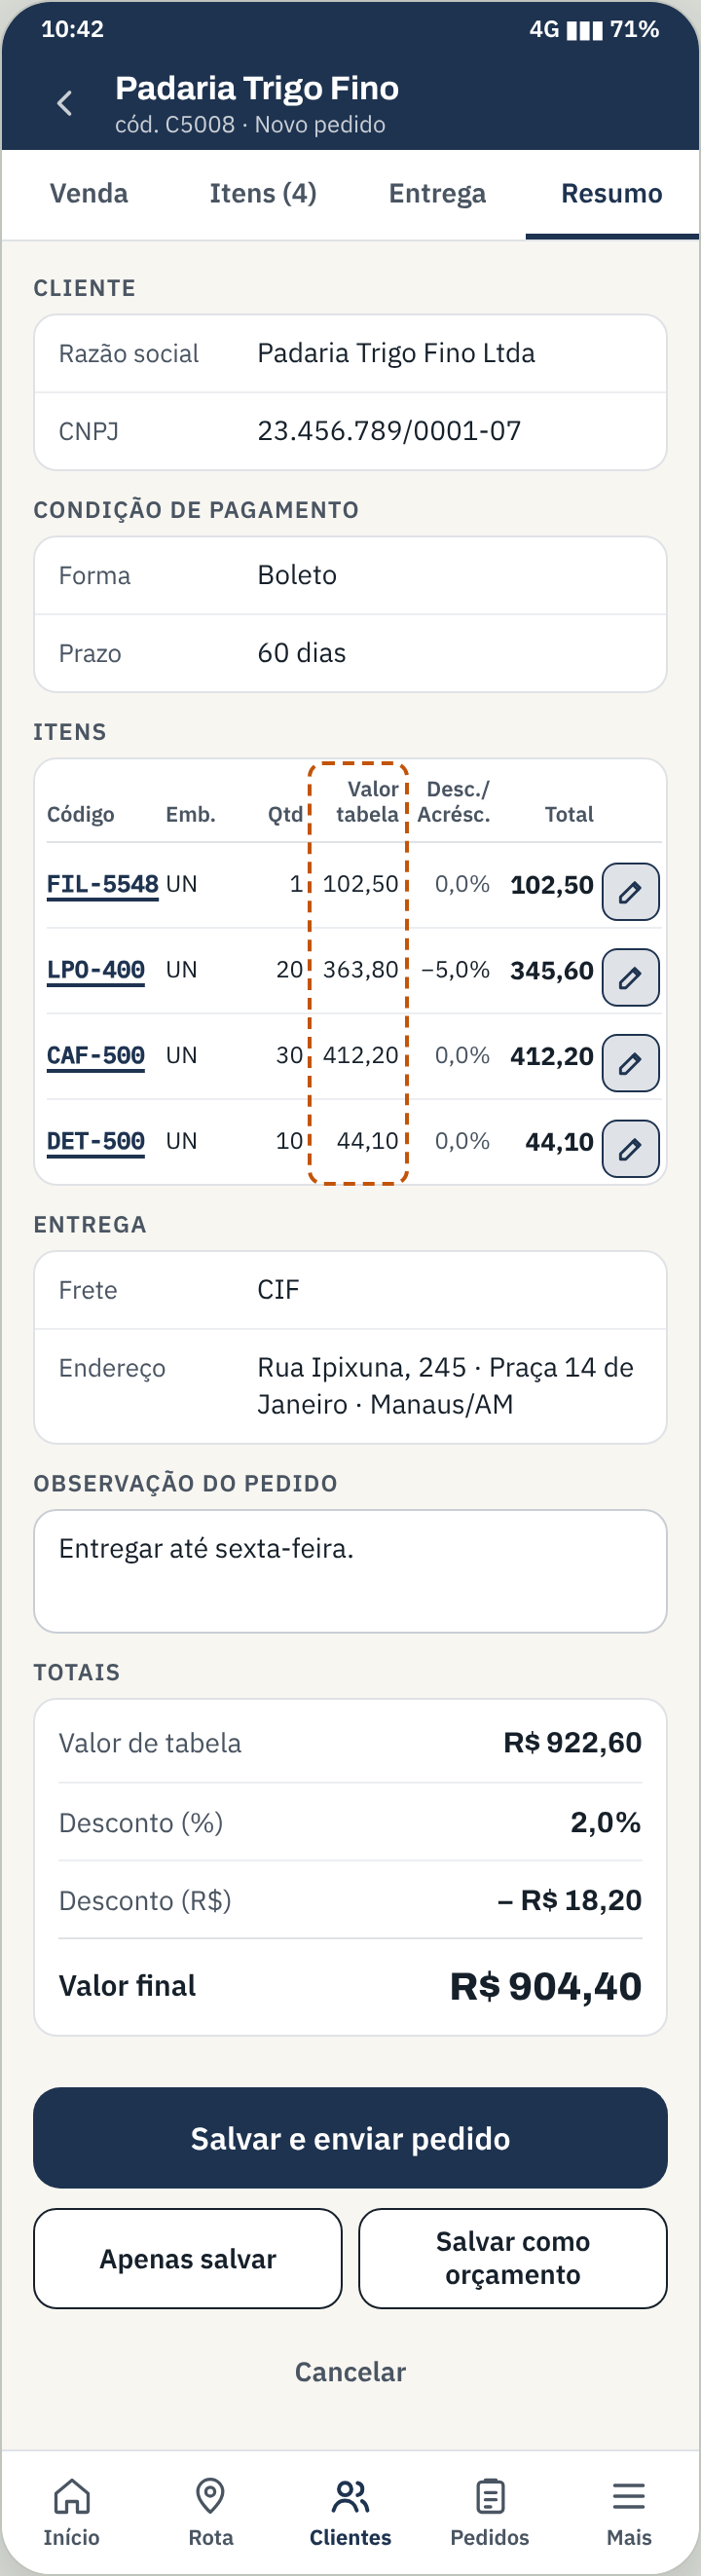 10:42
4G 71%
Padaria Trigo Fino
cód. C5008 · Novo pedido
Venda Itens (4) Entrega Resumo
CLIENTE
Razão social Padaria Trigo Fino Ltda
CNPJ 23.456.789/0001-07
CONDIÇÃO DE PAGAMENTO
Forma Boleto
Prazo 60 dias
ITENS
Código Emb. Qtd Valor tabela Desc./ Acrésc. Total
FIL-5548 UN 1 102,50 0,0% 102,50
LPO-400 UN 20 363,80 −5,0% 345,60
CAF-500 UN 30 412,20 0,0% 412,20
DET-500 UN 10 44,10 0,0% 44,10
ENTREGA
Frete CIF
Endereço Rua Ipixuna, 245 · Praça 14 de
Janeiro · Manaus/AM
OBSERVAÇÃO DO PEDIDO
Entregar até sexta-feira.
TOTAIS
Valor de tabela R$ 922,60
Desconto (%) 2,0%
Desconto (R$) – R$ 18,20
Valor final R$ 904,40
Salvar e enviar pedido
Apenas salvar
Salvar como
orçamento
Cancelar
Início Rota Clientes Pedidos Mais